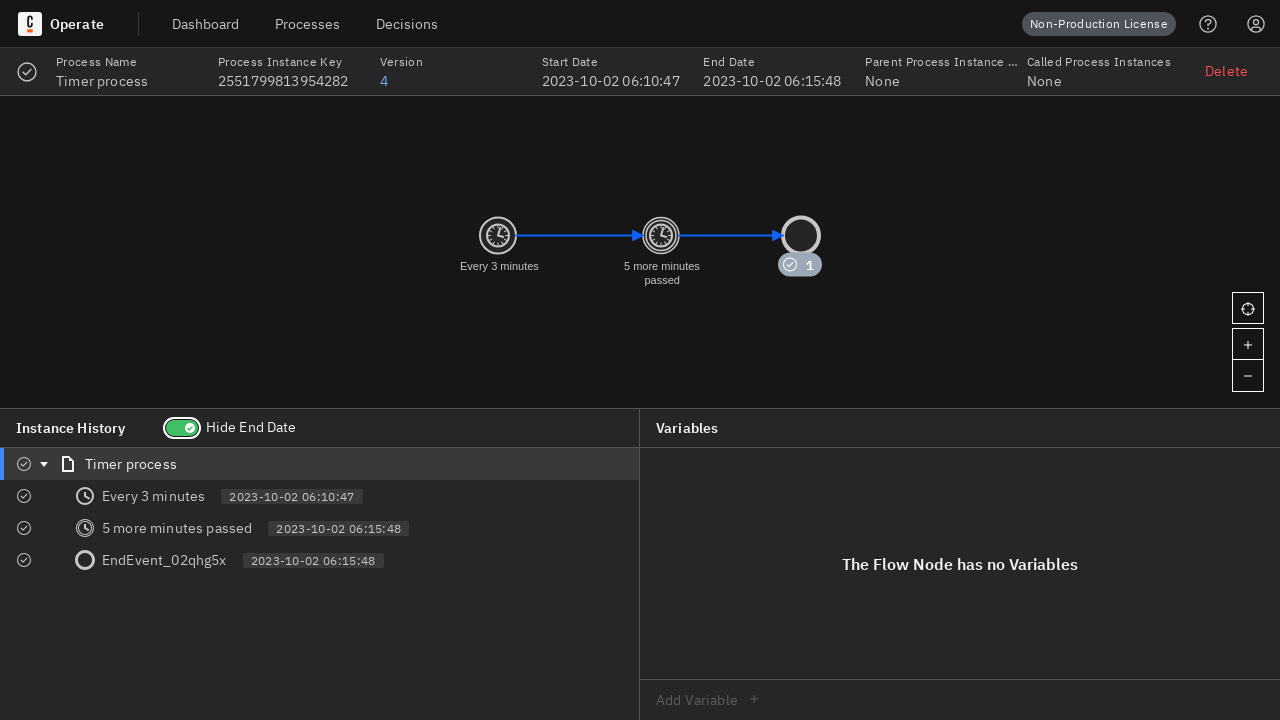 Operate
Dashboard
Processes
Decisions
Non-Production License
Process Name
Timer process
Process Instance Key
2551799813954282
Version
4
Start Date
2023-10-02 06:10:47
End Date
2023-10-02 06:15:48
Parent Process Instance ...
None
Called Process Instances
None
Delete
Every 3 minutes
5 more minutes
passed
1
Instance History
Hide End Date
Timer process
Every 3 minutes 2023-10-02 06:10:47
5 more minutes passed 2023-10-02 06:15:48
EndEvent_02qhg5x 2023-10-02 06:15:48
Variables
The Flow Node has no Variables
Add Variable +